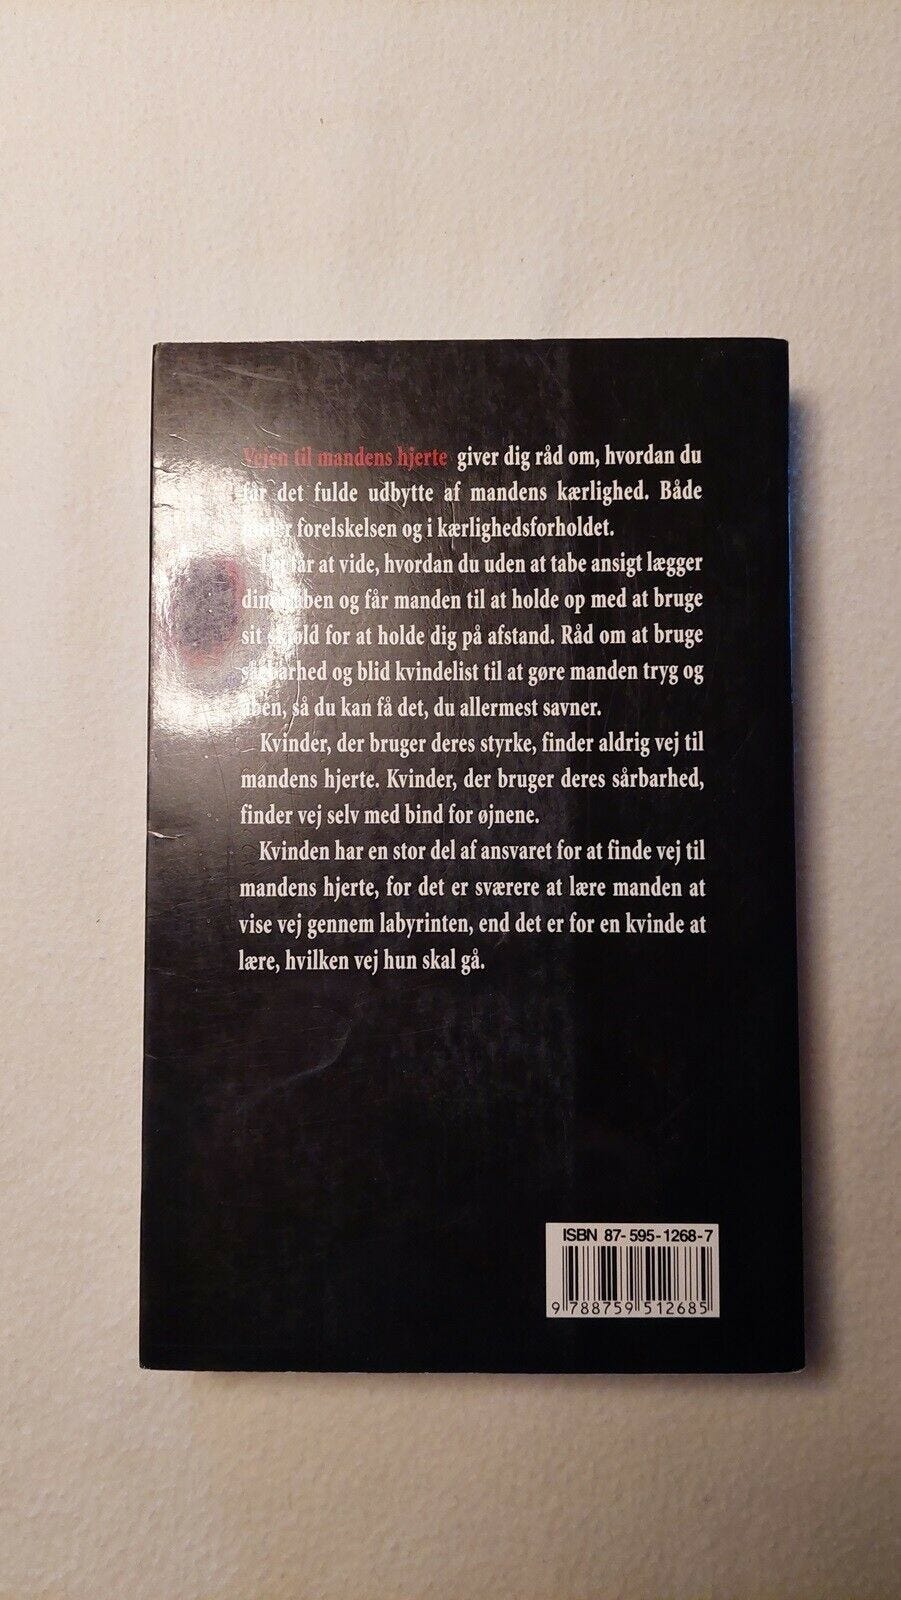 Vejen til mandens hjerte giver dig råd om, hvordan du
får det fulde udbytte af mandens kærlighed. Både
under forelskelsen og i kærlighedsforholdet.
Du får at vide, hvordan du uden at tabe ansigt lægger
dine våben og får manden til at holde op med at bruge
sit skjold for at holde dig på afstand. Råd om at bruge
sårbarhed og blid kvindelist til at gøre manden tryg og
åben, så du kan få det, du allermest savner.
Kvinder, der bruger deres styrke, finder aldrig vej til
mandens hjerte. Kvinder, der bruger deres sårbarhed,
finder vej selv med bind for øjnene.
Kvinden har en stor del af ansvaret for at finde vej til
mandens hjerte, for det er sværere at lære manden at
vise vej gennem labyrinten, end det er for en kvinde at
lære, hvilken vej hun skal gå.
ISBN 87-595-1268-7
9 788759 512685